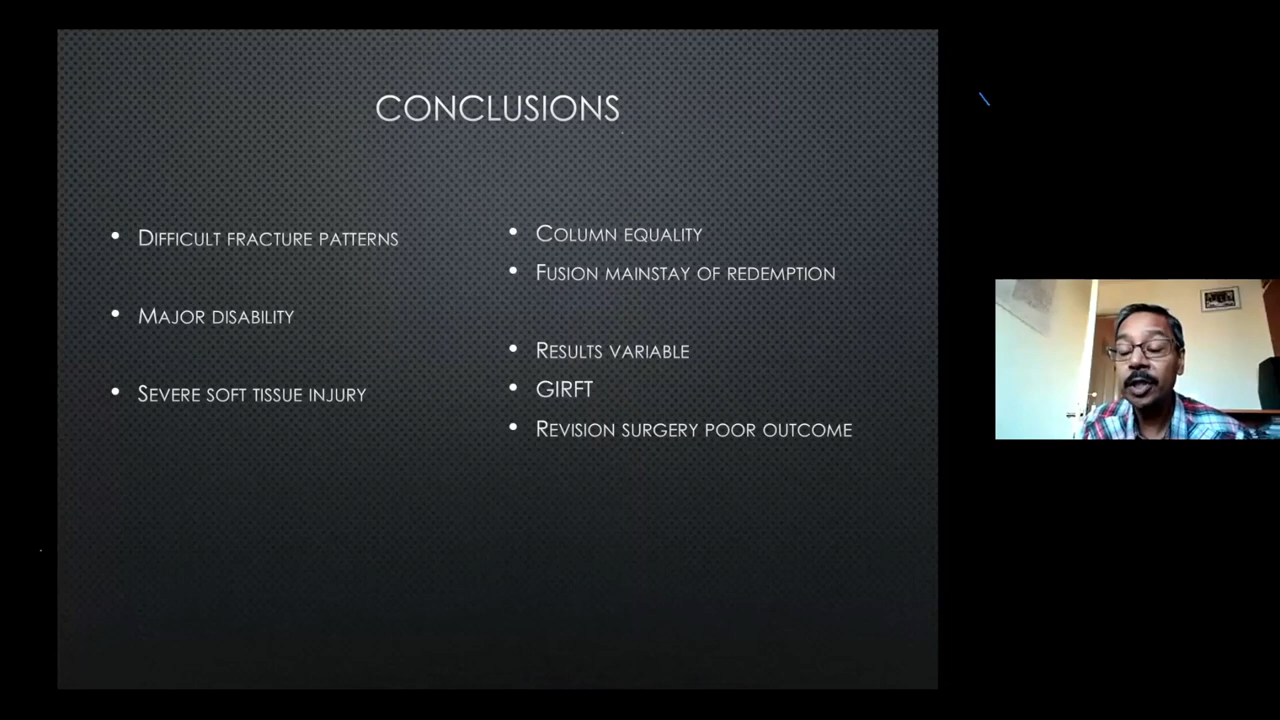 CONCLUSIONS
• DIFFICULT FRACTURE PATTERNS
• MAJOR DISABILITY
• SEVERE SOFT TISSUE INJURY
• COLUMN EQUALITY
• FUSION MAINSTAY OF REDEMPTION
• RESULTS VARIABLE
• GIRFT
• REVISION SURGERY POOR OUTCOME